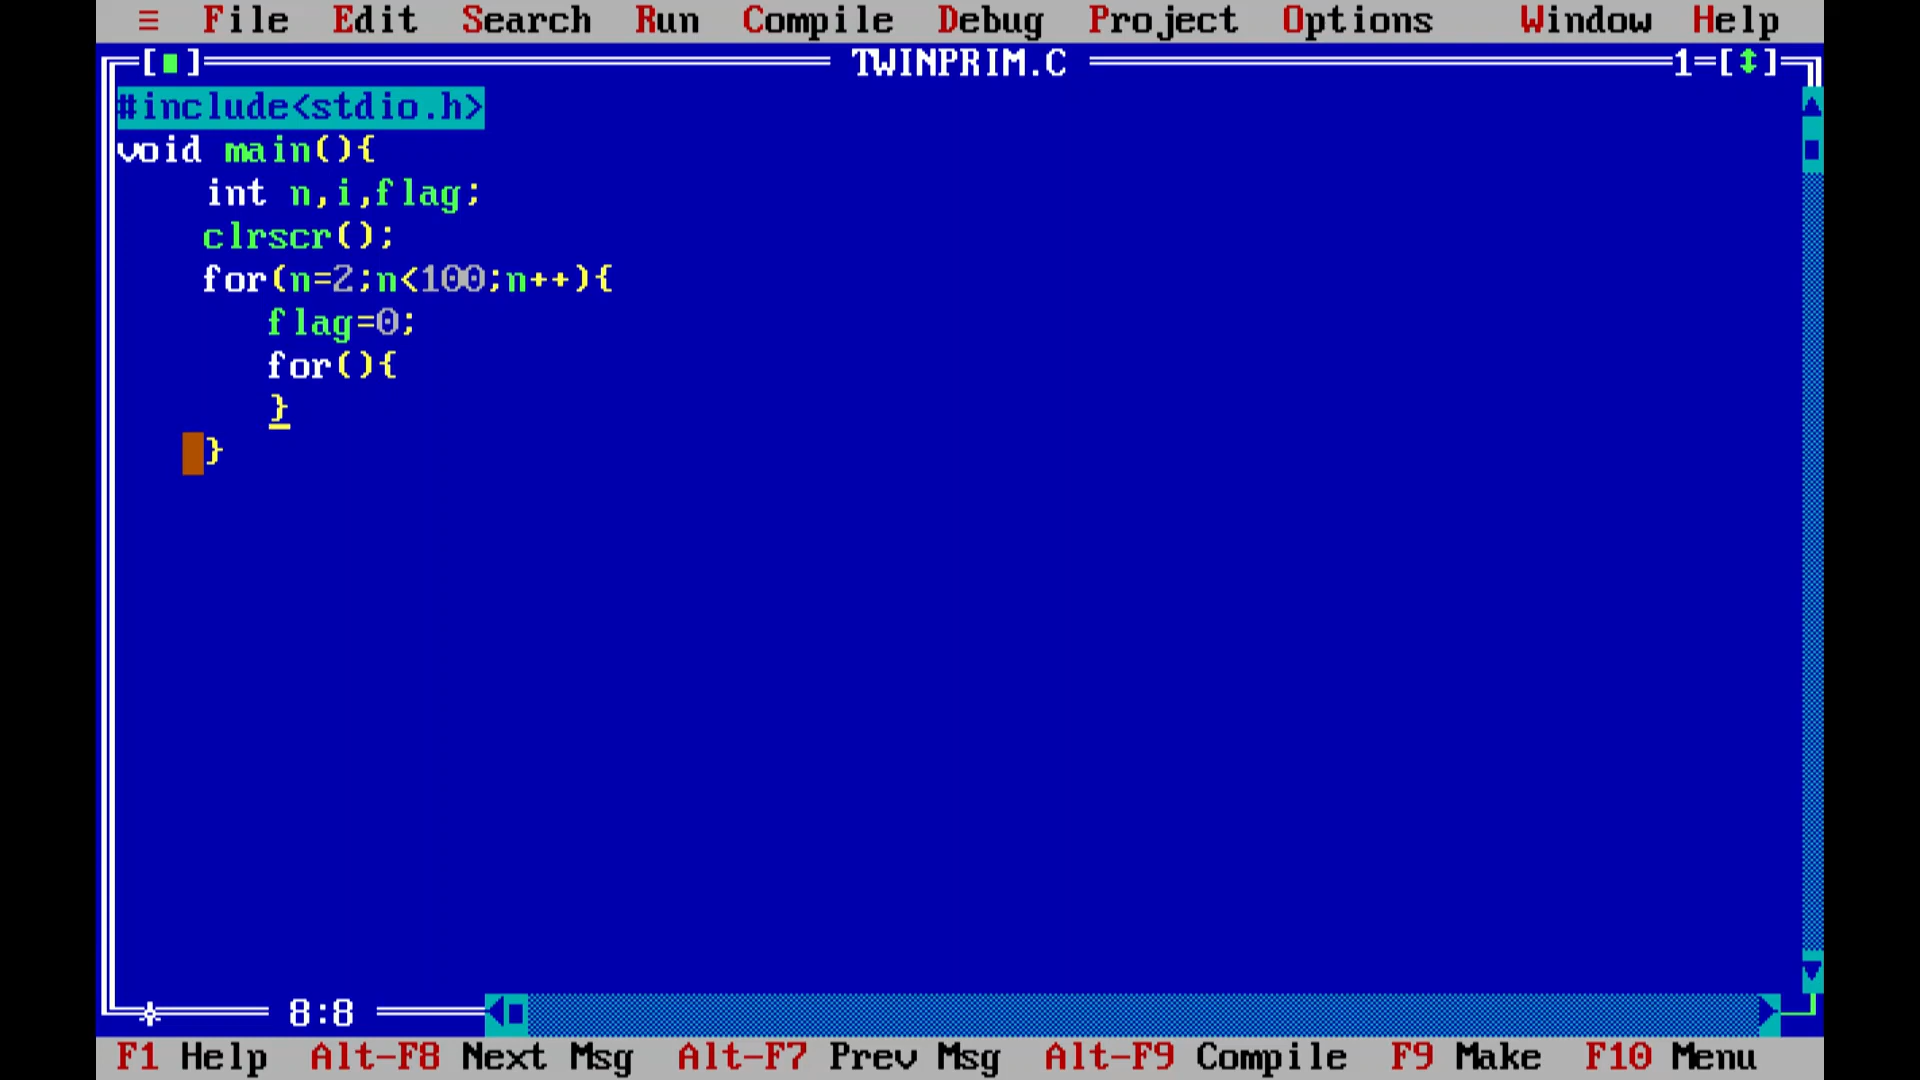 ≡ File Edit Search Run Compile Debug Project Options Window Help
[■] TWINPRIM.C 1=[↕]
#include<stdio.h>
void main(){
int n,i,flag;
clrscr();
for(n=2;n<100;n++){
flag=0;
for(){
}
}
8:8
F1 Help Alt-F8 Next Msg Alt-F7 Prev Msg Alt-F9 Compile F9 Make F10 Menu